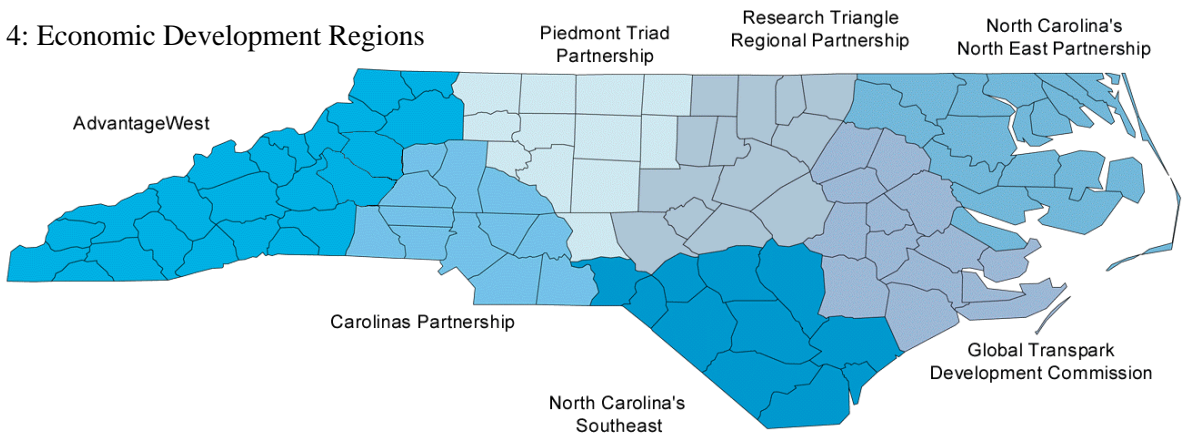 4: Economic Development Regions
Piedmont Triad
Partnership
Research Triangle
Regional Partnership
North Carolina's
North East Partnership
AdvantageWest
Carolinas Partnership
Global Transpark
Development Commission
North Carolina's
Southeast